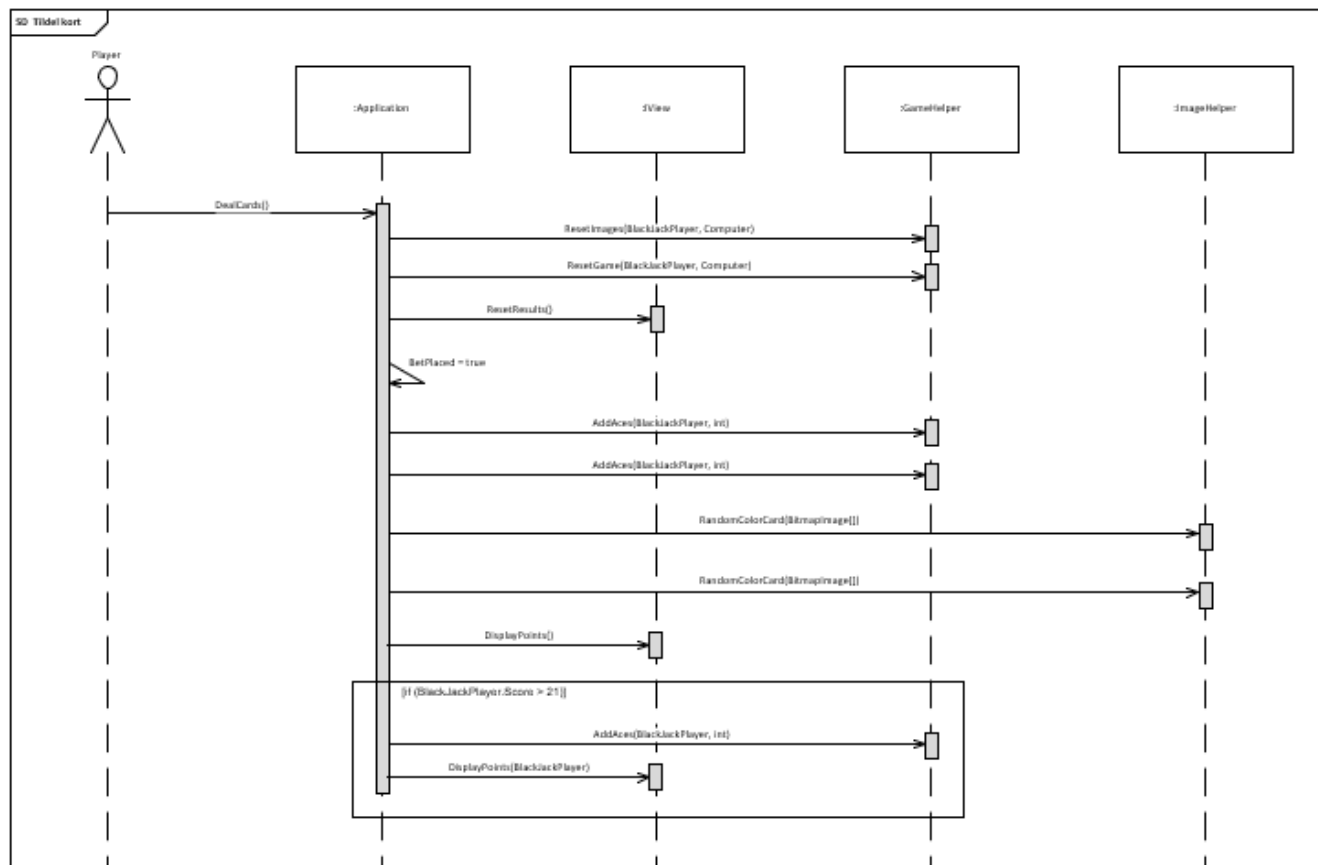 SD Tildel kort
Player
:Application
:IView
:GameHelper
:ImageHelper
DealCards()
ResetImages(BlackJackPlayer, Computer)
ResetGame(BlackJackPlayer, Computer)
ResetResults()
BetPlaced = true
AddAces(BlackJackPlayer, int)
AddAces(BlackJackPlayer, int)
RandomColorCard(BitmapImage[])
RandomColorCard(BitmapImage[])
DisplayPoints()
[if (BlackJackPlayer.Score > 21)]
AddAces(BlackJackPlayer, int)
DisplayPoints(BlackJackPlayer)